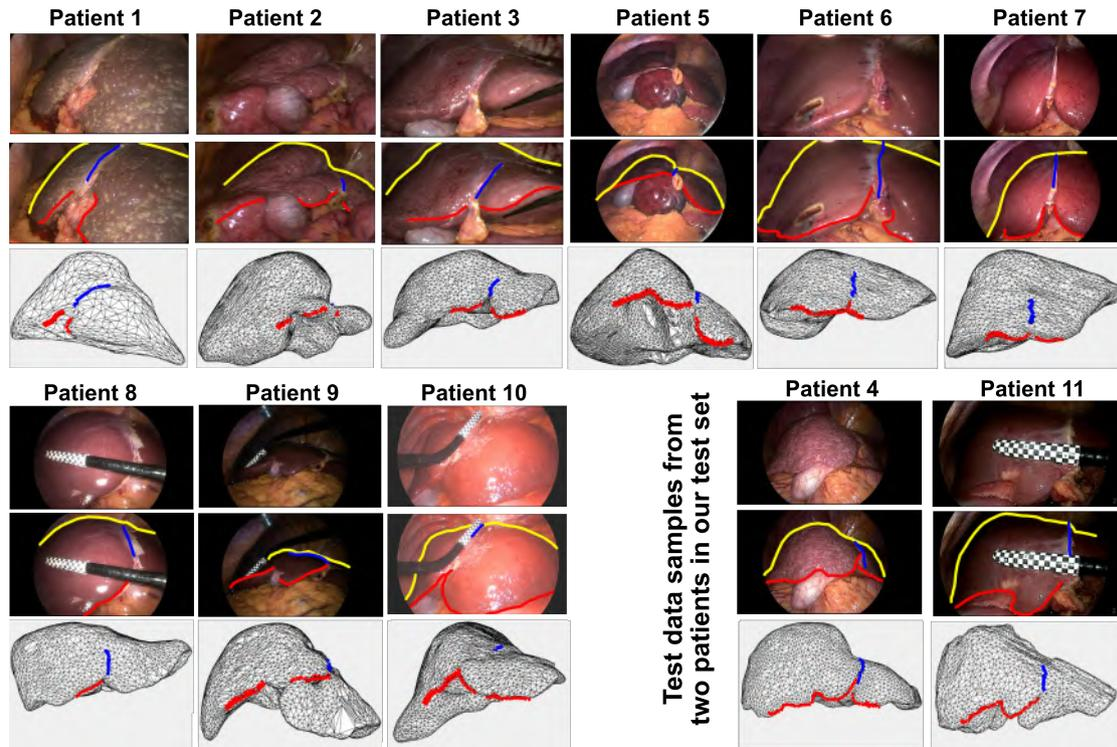 Patient 1
Patient 2
Patient 3
Patient 5
Patient 6
Patient 7
Patient 8
Patient 9
Patient 10
Test data samples from
two patients in our test set
Patient 4
Patient 11